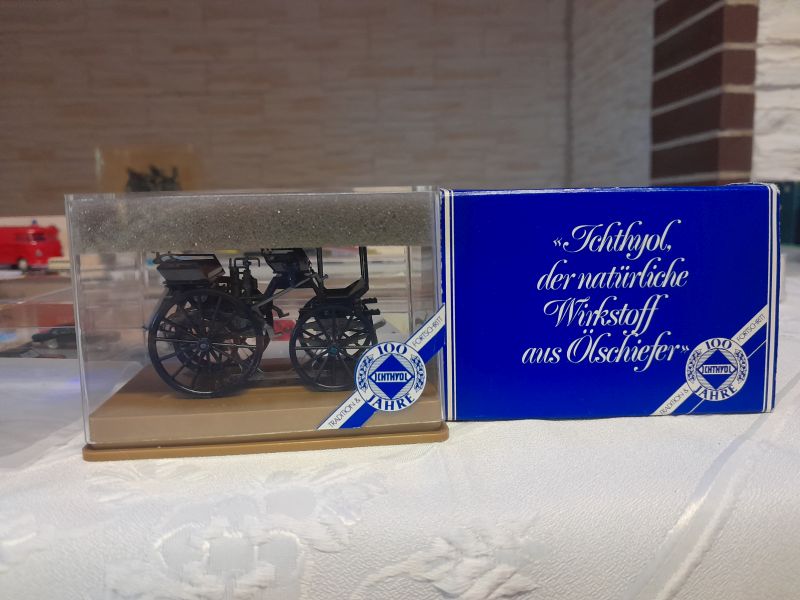 100
ICHTHYOL
JAHRE
TRADITION & FORTSCHRITT
«Ichthyol,
der natürliche
Wirkstoff
aus Ölschiefer»
100
ICHTHYOL
JAHRE
TRADITION & FORTSCHRITT